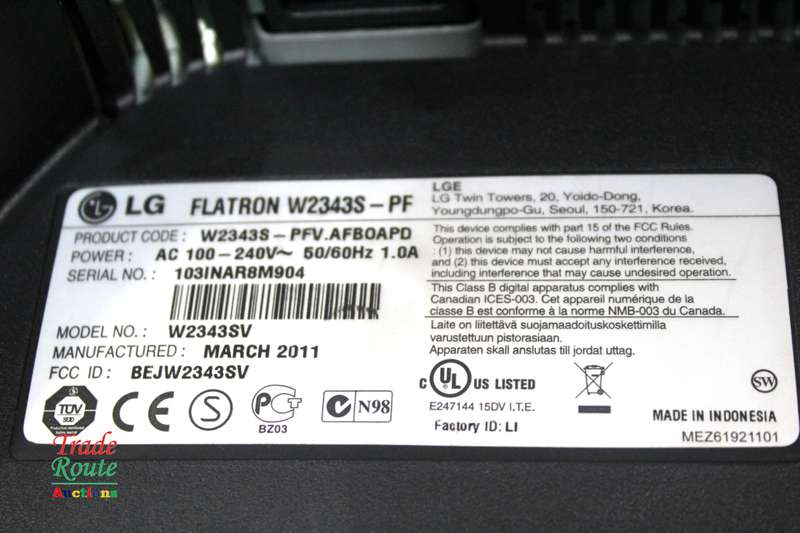 LG FLATRON W2343S-PF
PRODUCT CODE : W2343S-PFV.AFBOAPD
POWER : AC 100-240V~ 50/60Hz 1.0A
SERIAL NO. : 103INAR8M904
MODEL NO. : W2343SV
MANUFACTURED : MARCH 2011
FCC ID : BEJW2343SV
LGE
LG Twin Towers, 20, Yoido-Dong,
Youngdungpo-Gu, Seoul, 150-721, Korea.
This device complies with part 15 of the FCC Rules.
Operation is subject to the following two conditions
: (1) this device may not cause harmful interference,
and (2) this device must accept any interference
including interference that may cause undesired
operation.
This Class B digital apparatus complies with
Canadian ICES-003. Cet appareil numérique de la
classe B est conforme à la norme NMB-003 du Canada.
Laite on liitettävä suojamaadoituskoskettimilla
varustettuun pistorasiaan.
Apparaten skall anslutas till jordat uttag.
TÜV
CE
S
PCT
BZ03
C N98
C UL US LISTED
E247144 15DV I.T.E.
Factory ID: LI
SW
MADE IN INDONESIA
MEZ61921101
Trade
Route
Auctions